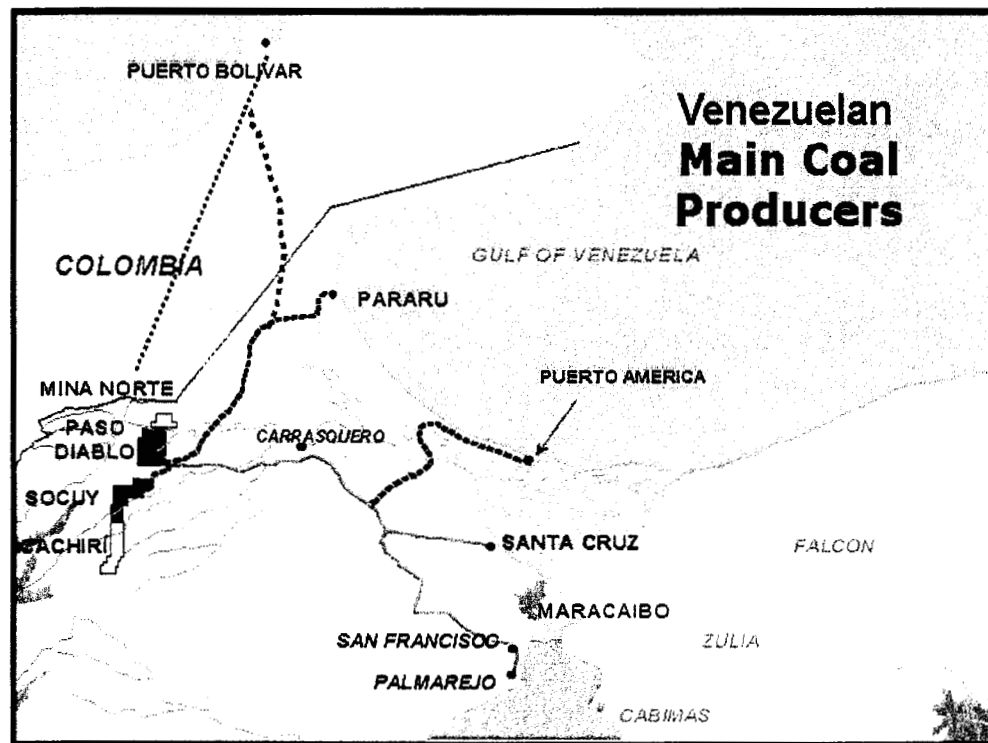 PUERTO BOLIVAR
Venezuelan
Main Coal
Producers
GULF OF VENEZUELA
COLOMBIA
PARARU
PUERTO AMERICA
MINA NORTE
PASO
DIABLO
CARRASQUERO
SOCUY
CACHIRI
SANTA CRUZ
FALCON
MARACAIBO
SAN FRANCISOG
ZULIA
PALMAREJO
CABIMAS